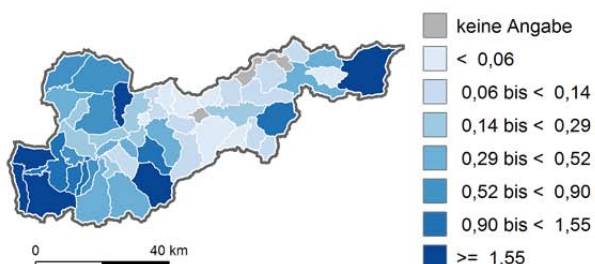 keine Angabe
< 0,06
0,06 bis < 0,14
0,14 bis < 0,29
0,29 bis < 0,52
0,52 bis < 0,90
0,90 bis < 1,55
>= 1,55
0 40 km